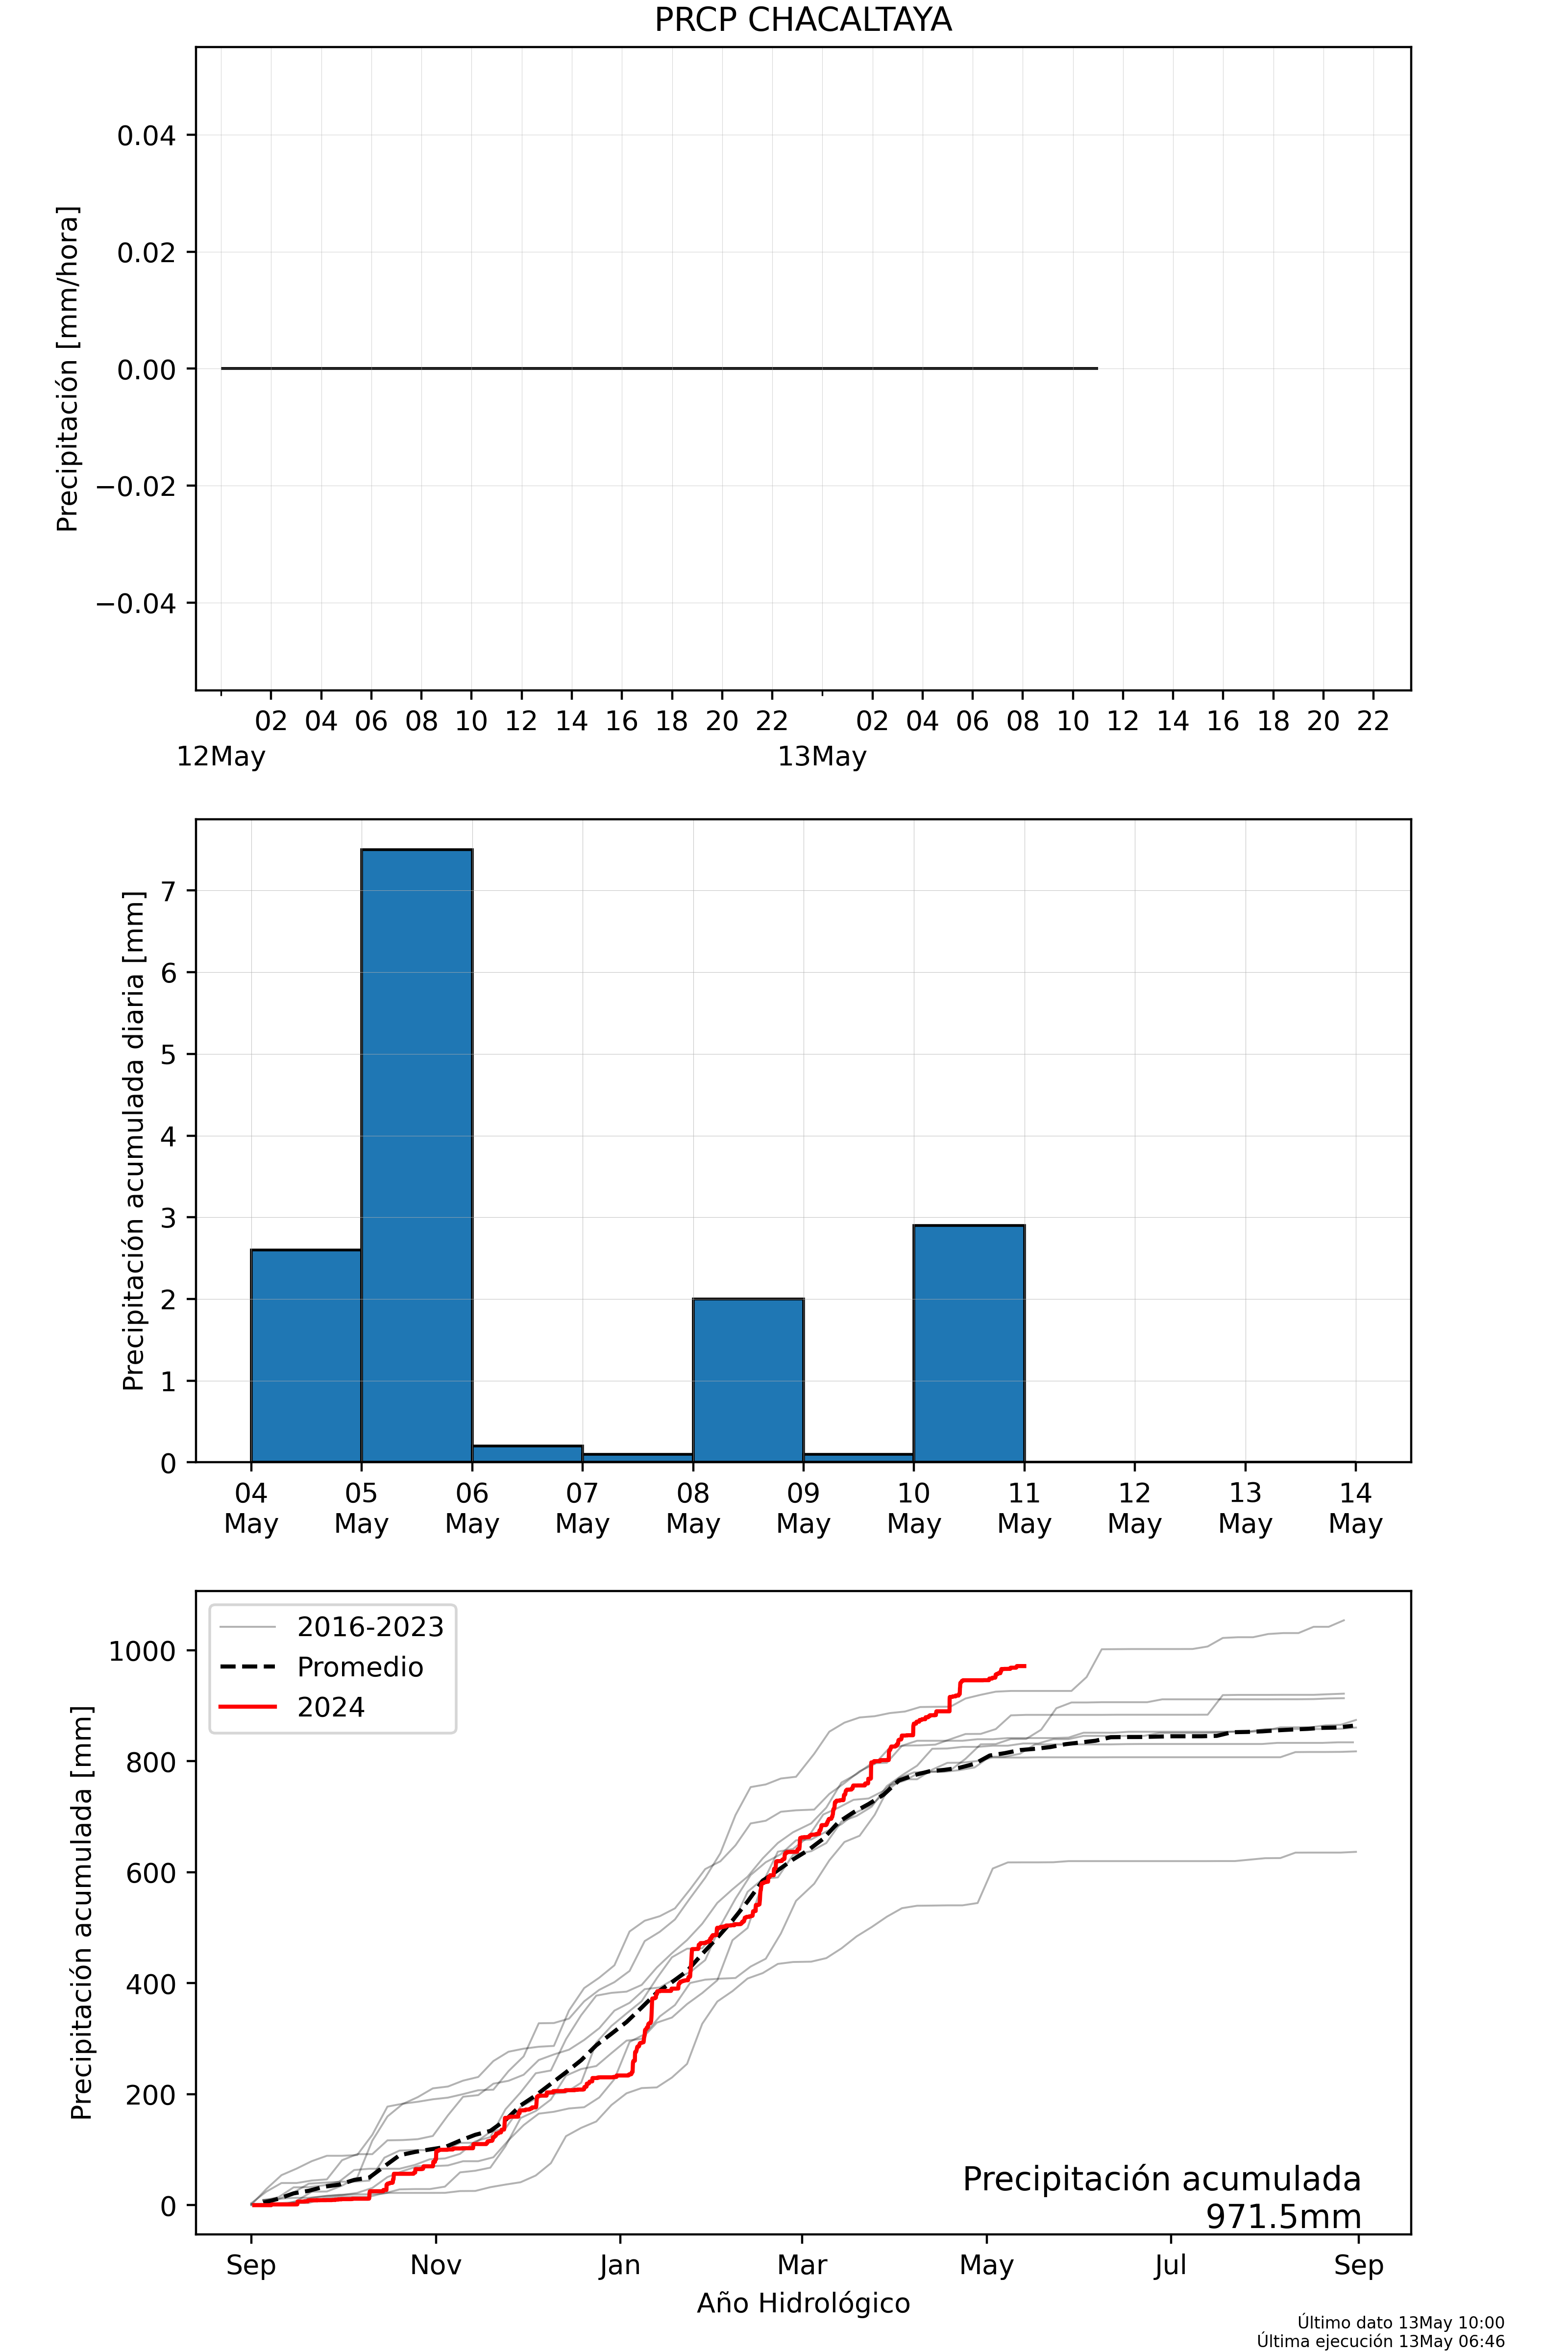 PRCP CHACALTAYA
Precipitación [mm/hora]
0.04
0.02
0.00
−0.02
−0.04
02 04 06 08 10 12 14 16 18 20 22 02 04 06 08 10 12 14 16 18 20 22
12May 13May
Precipitación acumulada diaria [mm]
7
6
5
4
3
2
1
0
04 05 06 07 08 09 10 11 12 13 14
May May May May May May May May May May May
Precipitación acumulada [mm]
1000
800
600
400
200
0
2016-2023
Promedio
2024
Precipitación acumulada
971.5mm
Sep Nov Jan Mar May Jul Sep
Año Hidrológico
Último dato 13May 10:00
Última ejecución 13May 06:46